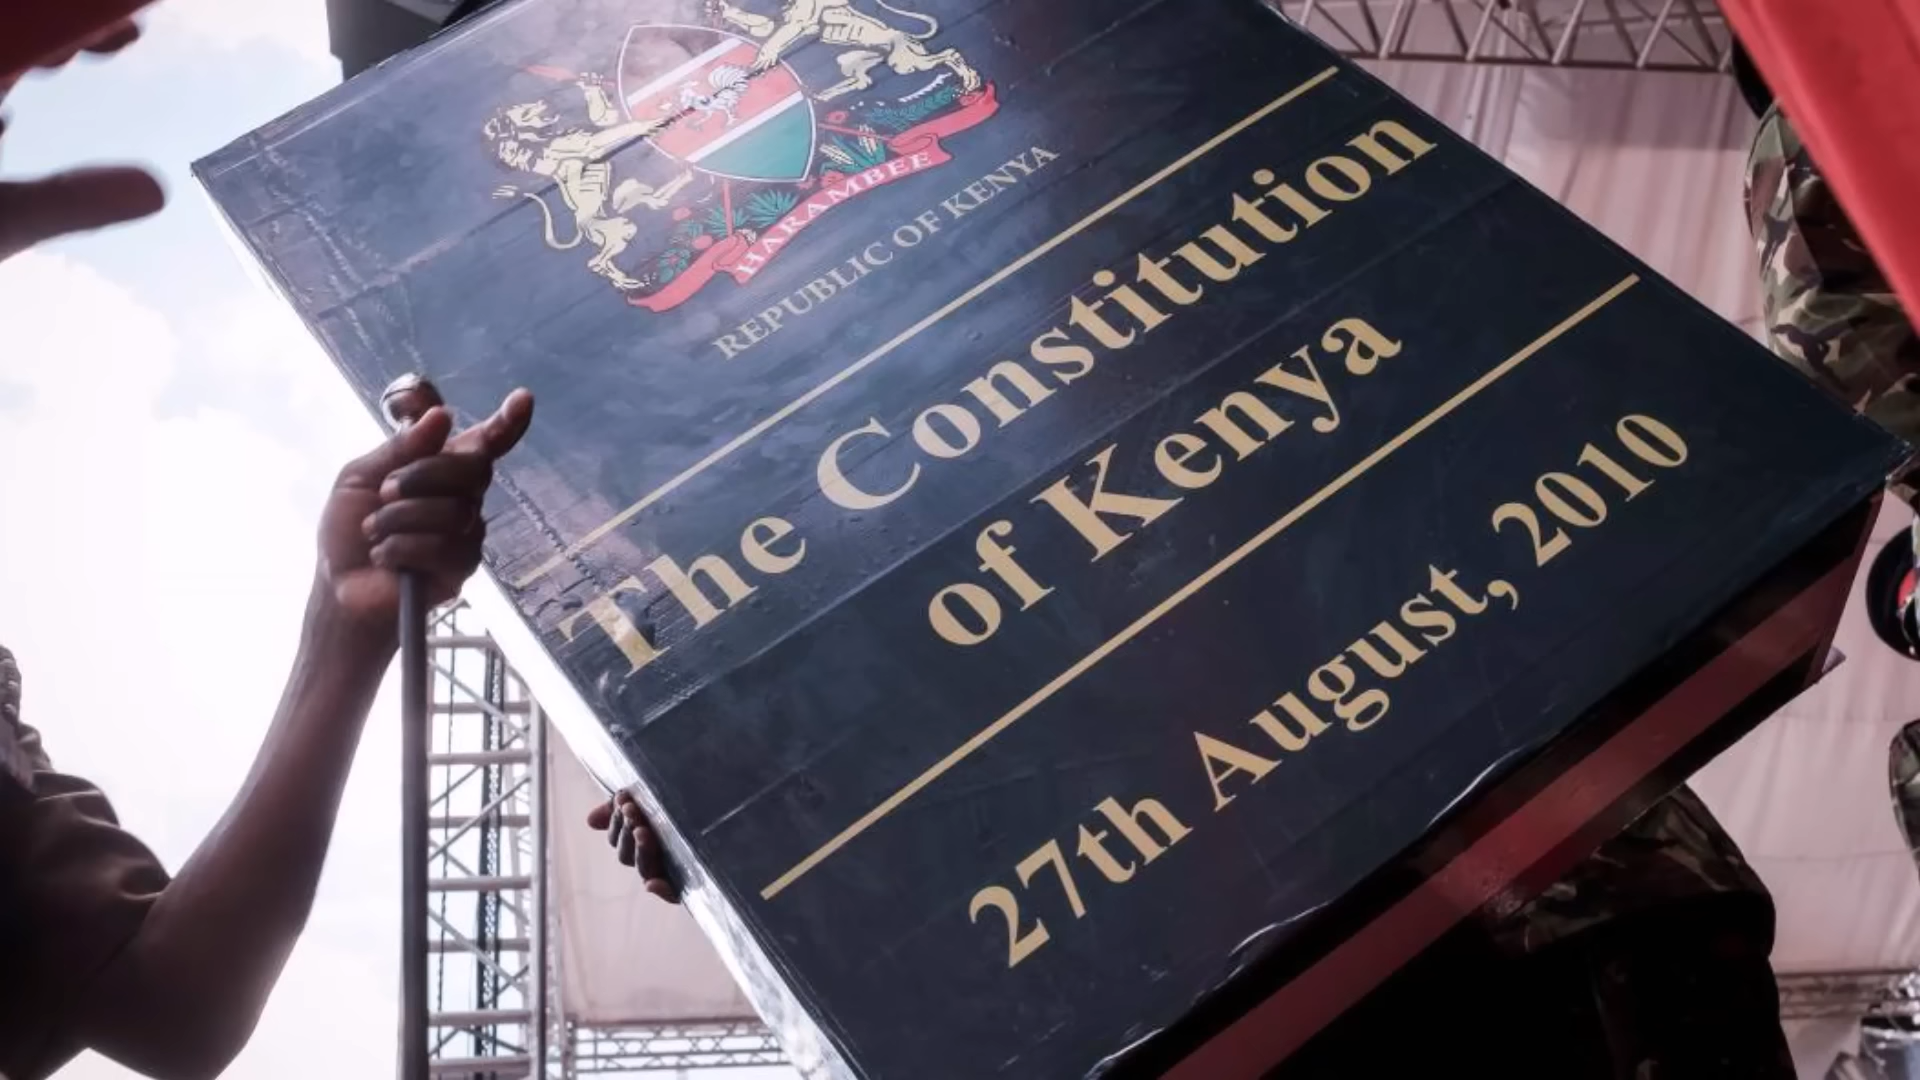 HARAMBEE
REPUBLIC OF KENYA
The Constitution
of Kenya
27th August, 2010